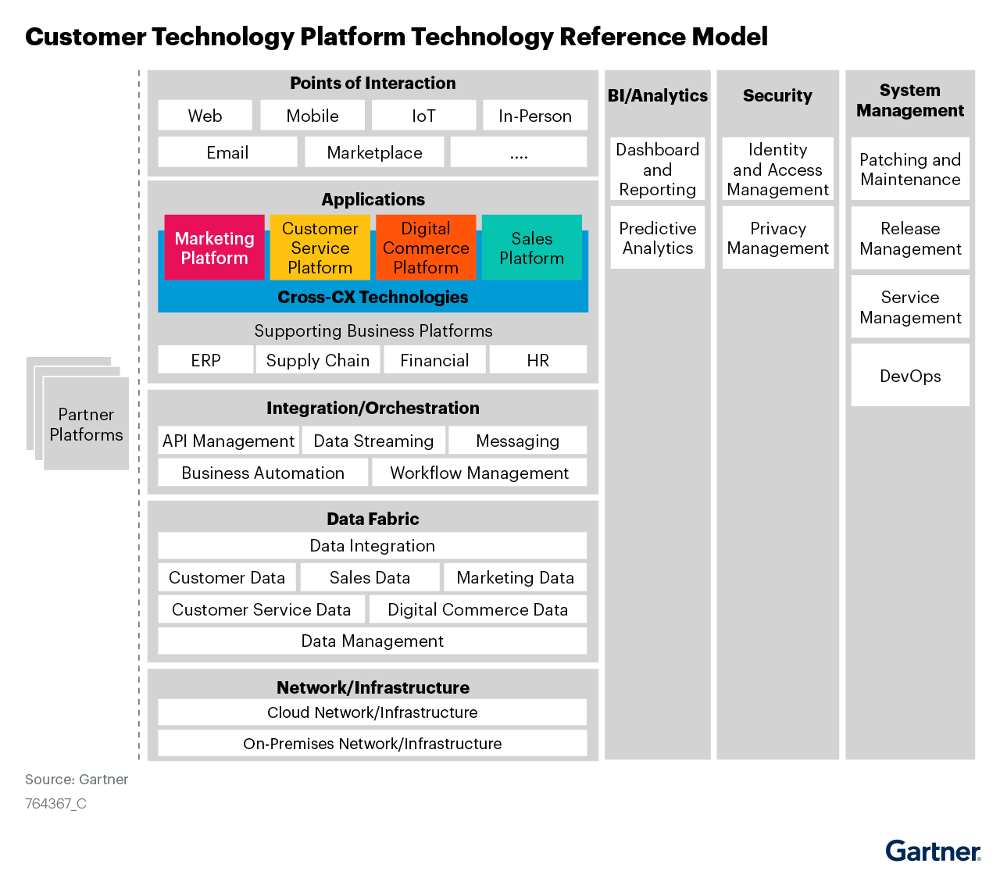 Customer Technology Platform Technology Reference Model
Points of Interaction
Web
Mobile
IoT
In-Person
Email
Marketplace
....
Applications
Marketing
Platform
Customer
Service
Platform
Digital
Commerce
Platform
Sales
Platform
Cross-CX Technologies
Supporting Business Platforms
ERP
Supply Chain
Financial
HR
Partner
Platforms
Integration/Orchestration
API Management
Data Streaming
Messaging
Business Automation
Workflow Management
Data Fabric
Data Integration
Customer Data
Sales Data
Marketing Data
Customer Service Data
Digital Commerce Data
Data Management
Network/Infrastructure
Cloud Network/Infrastructure
On-Premises Network/Infrastructure
BI/Analytics
Dashboard
and
Reporting
Predictive
Analytics
Security
Identity
and Access
Management
Privacy
Management
System
Management
Patching and
Maintenance
Release
Management
Service
Management
DevOps
Source: Gartner
764367_C
Gartner®